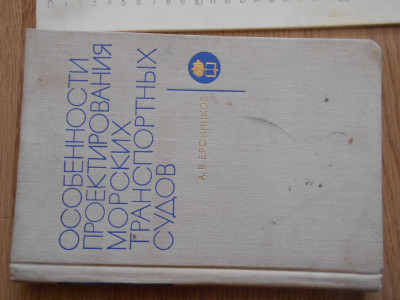 А.В.БРОННИКОВ
ОСОБЕННОСТИ
ПРОЕКТИРОВАНИЯ
МОРСКИХ
ТРАНСПОРТНЫХ
СУДОВ